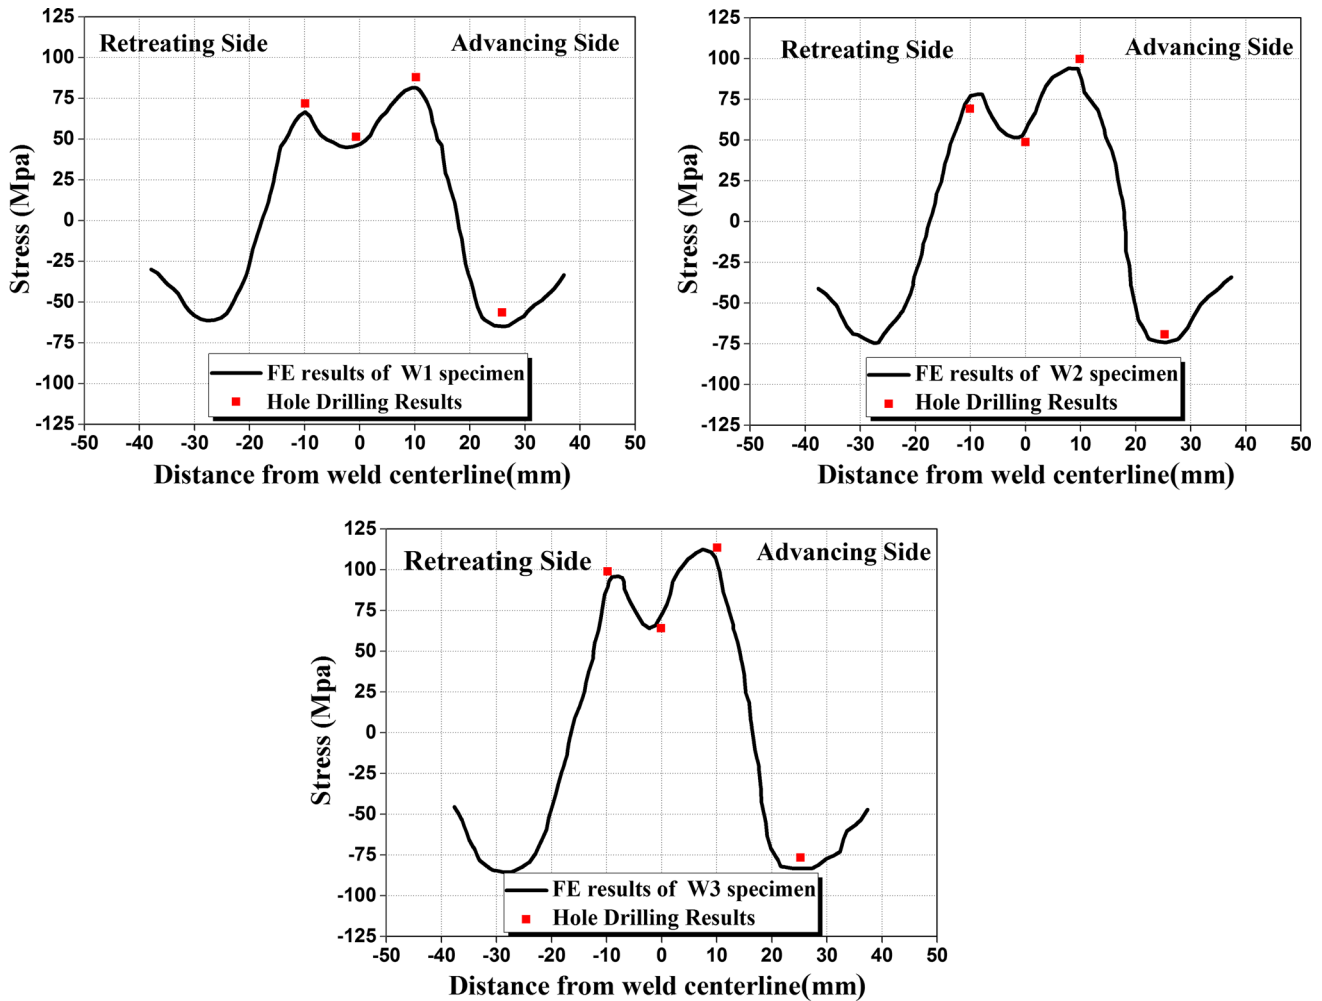 125
100
75
50
25
0
-25
-50
-75
-100
-125
Stress (Mpa)
Retreating Side
Advancing Side
FE results of W1 specimen
Hole Drilling Results
-50 -40 -30 -20 -10 0 10 20 30 40 50
Distance from weld centerline(mm)
125
100
75
50
25
0
-25
-50
-75
-100
-125
Stress (Mpa)
Retreating Side
Advancing Side
FE results of W2 specimen
Hole Drilling Results
-50 -40 -30 -20 -10 0 10 20 30 40 50
Distance from weld centerline(mm)
125
100
75
50
25
0
-25
-50
-75
-100
-125
Stress (Mpa)
Retreating Side
Advancing Side
FE results of W3 specimen
Hole Drilling Results
-50 -40 -30 -20 -10 0 10 20 30 40 50
Distance from weld centerline(mm)